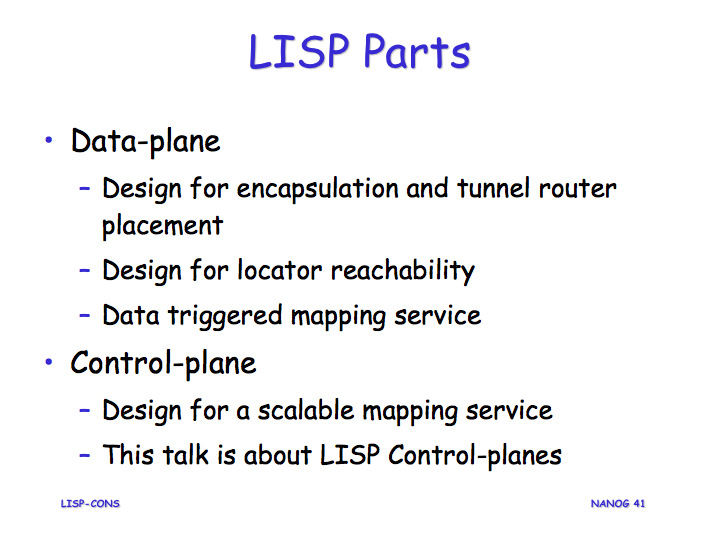 LISP Parts
• Data-plane
– Design for encapsulation and tunnel router
placement
– Design for locator reachability
– Data triggered mapping service
• Control-plane
– Design for a scalable mapping service
– This talk is about LISP Control-planes
LISP-CONS
NANOG 41